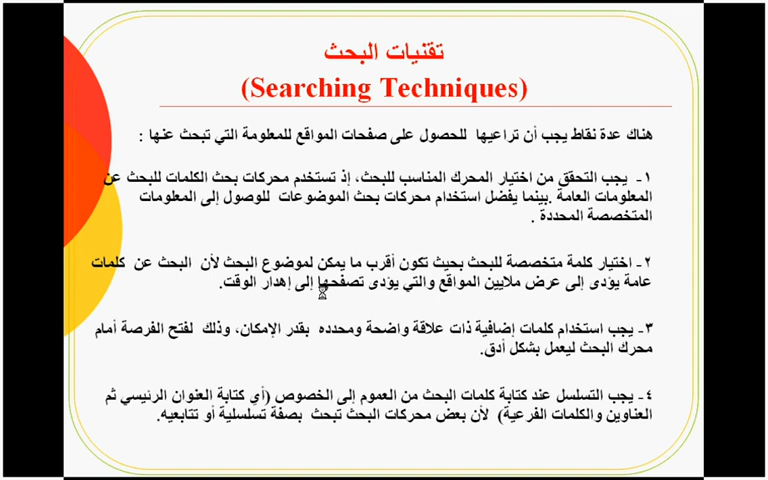 تقنيات البحث
(Searching Techniques)
هناك عدة نقاط يجب أن تراعيها للحصول على صفحات المواقع للمعلومة التي تبحث عنها :
١- يجب التحقق من اختيار المحرك المناسب للبحث، إذ تستخدم محركات بحث الكلمات للبحث عن
المعلومات العامة .بينما يفضل استخدام محركات بحث الموضوعات للوصول إلى المعلومات
المتخصصة المحددة .
٢- اختيار كلمة متخصصة للبحث بحيث تكون أقرب ما يمكن لموضوع البحث لأن البحث عن كلمات
عامة يؤدى إلى عرض ملايين المواقع والتي يؤدى تصفحها إلى إهدار الوقت.
٣- يجب استخدام كلمات إضافية ذات علاقة واضحة ومحدده بقدر الإمكان، وذلك لفتح الفرصة أمام
محرك البحث ليعمل بشكل أدق.
٤- يجب التسلسل عند كتابة كلمات البحث من العموم إلى الخصوص (أي كتابة العنوان الرئيسي ثم
العناوين والكلمات الفرعية) لأن بعض محركات البحث تبحث بصفة تسلسلية أو تتابعيه.